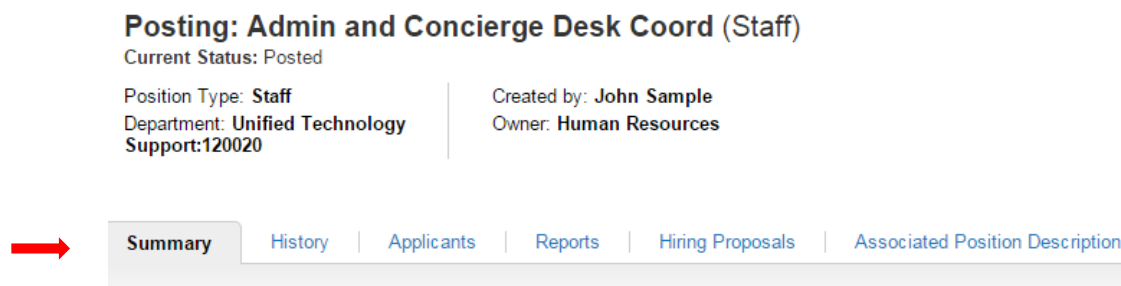 Posting: Admin and Concierge Desk Coord (Staff)
Current Status: Posted
Position Type: Staff
Department: Unified Technology
Support:120020
Created by: John Sample
Owner: Human Resources
Summary History Applicants Reports Hiring Proposals Associated Position Description